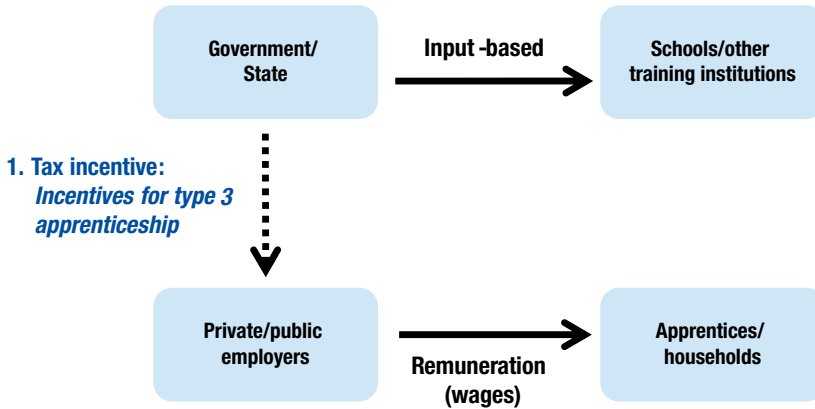 Government/
State
Input -based
Schools/other
training institutions
1. Tax incentive:
Incentives for type 3
apprenticeship
Private/public
employers
Remuneration
(wages)
Apprentices/
households